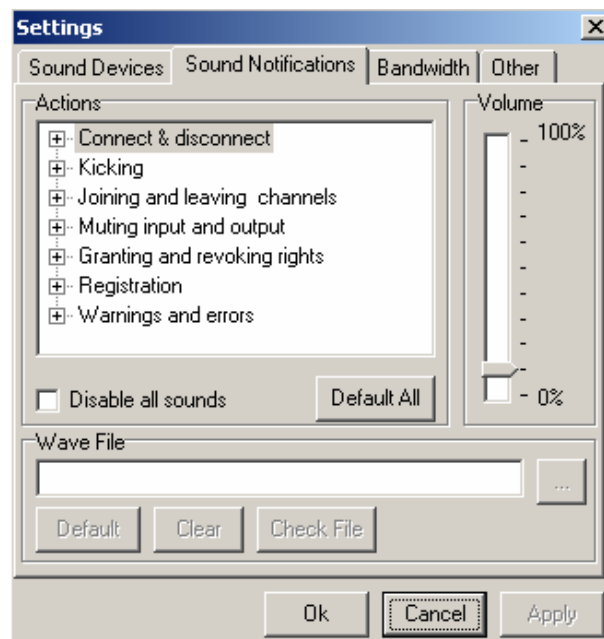 Settings
Sound Devices Sound Notifications Bandwidth Other
Actions
Connect & disconnect
Kicking
Joining and leaving  channels
Muting input and output
Granting and revoking rights
Registration
Warnings and errors
Disable all sounds
Default All
Volume
100%
0%
Wave File
...
Default Clear Check File
Ok Cancel Apply